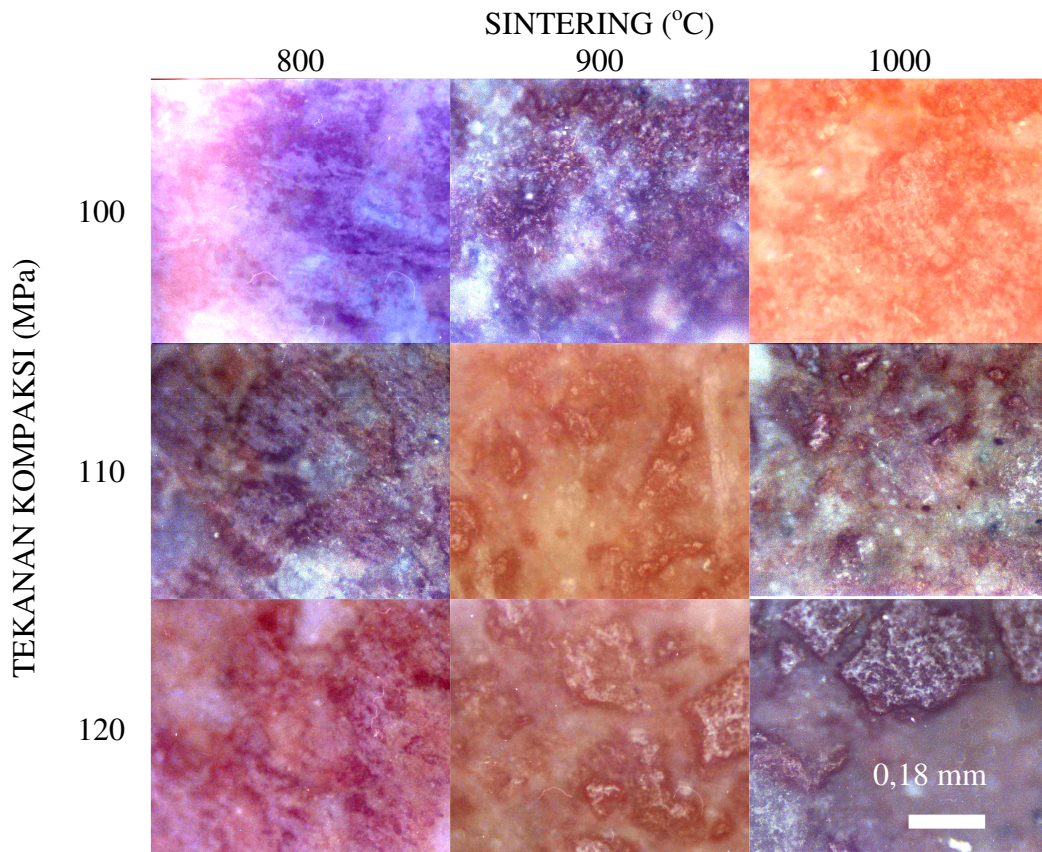 SINTERING (°C)
800 900 1000
TEKANAN KOMPAKSI (MPa)
100
110
120
0,18 mm